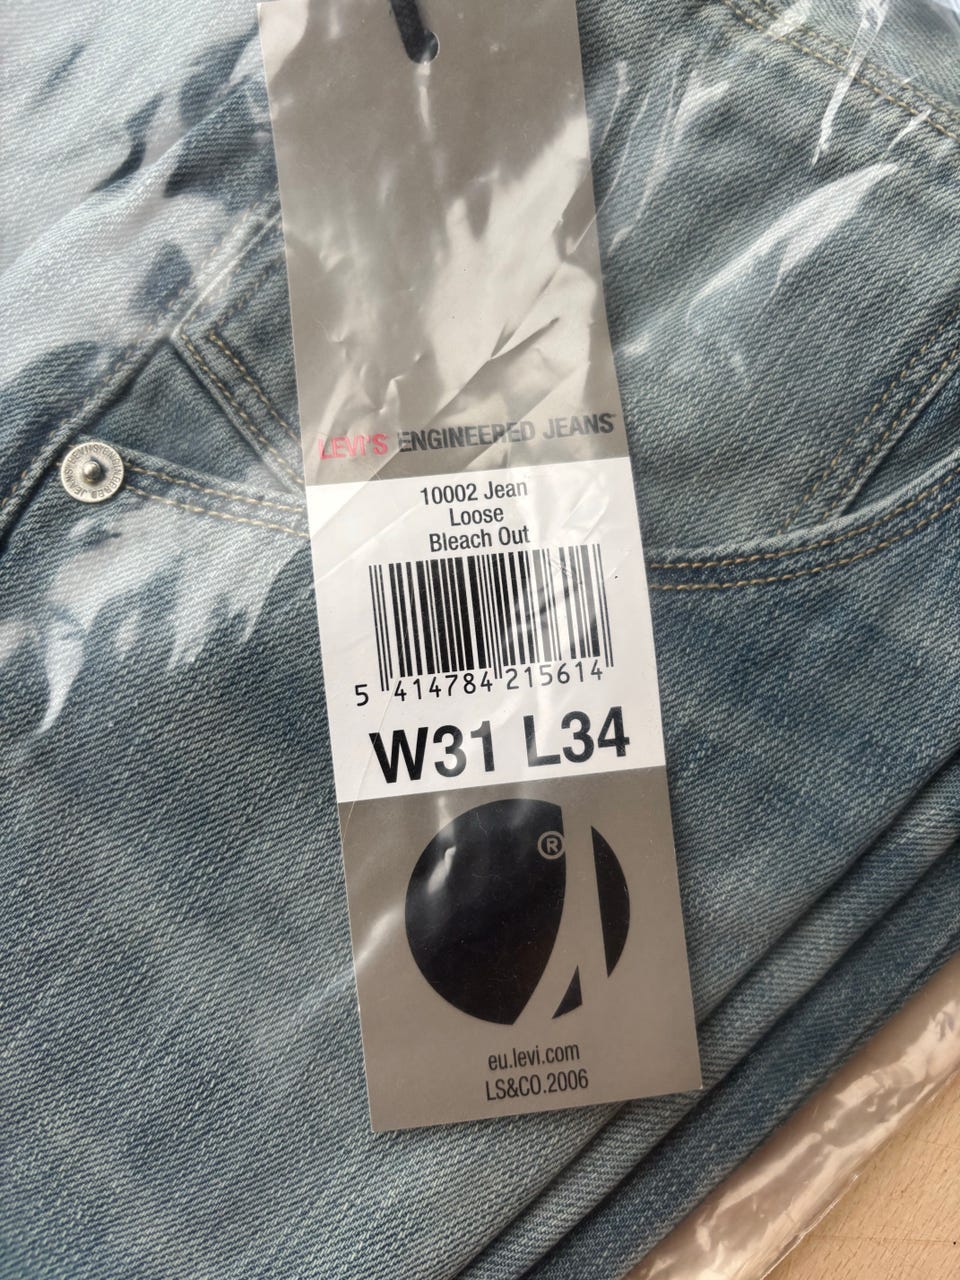 LEVI'S ENGINEERED JEANS
10002 Jean
Loose
Bleach Out
5 414784 215614
W31 L34
®
eu.levi.com
LS&CO.2006